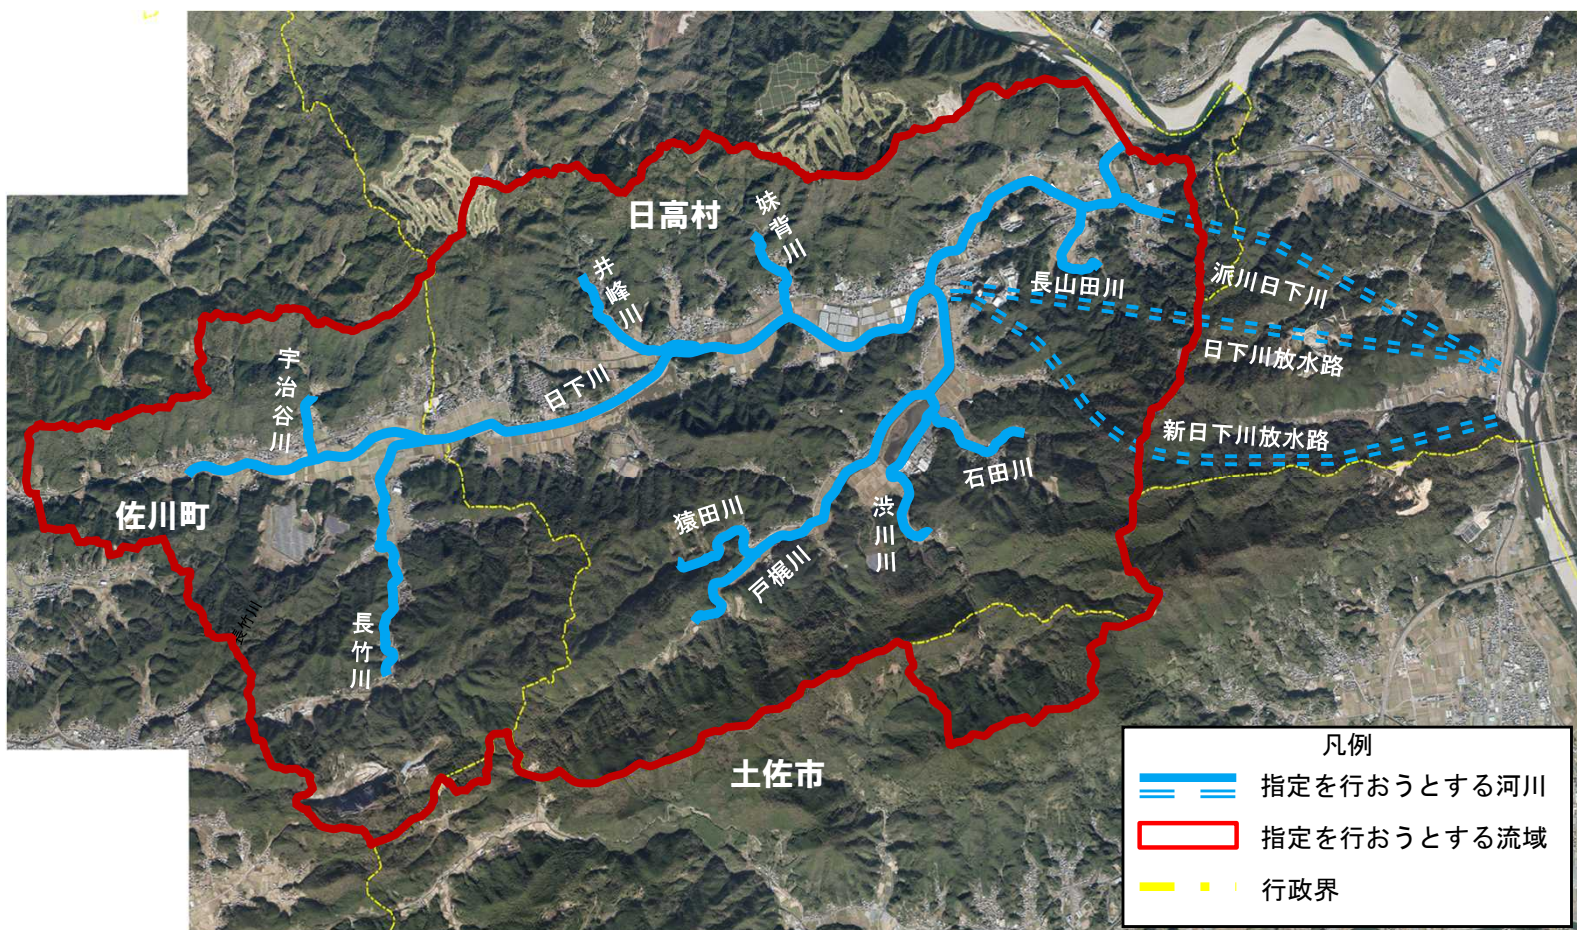 日高村
妹背川
井峰川
長山田川
派川日下川
日下川放水路
宇治谷川
日下川
新日下川放水路
石田川
佐川町
猿田川
渋川川
戸梶川
長竹川
長竹川
土佐市
凡例
指定を行おうとする河川
指定を行おうとする流域
行政界